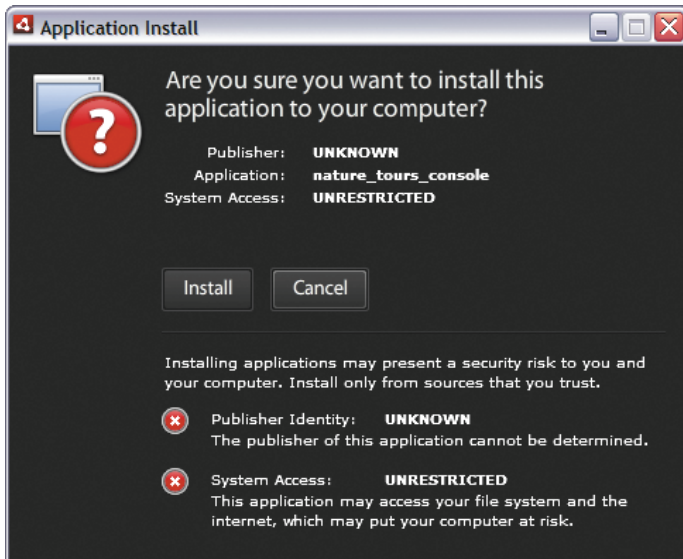 Application Install
Are you sure you want to install this
application to your computer?
Publisher: UNKNOWN
Application: nature_tours_console
System Access: UNRESTRICTED
Install Cancel
Installing applications may present a security risk to you and
your computer. Install only from sources that you trust.
Publisher Identity: UNKNOWN
The publisher of this application cannot be determined.
System Access: UNRESTRICTED
This application may access your file system and the
internet, which may put your computer at risk.